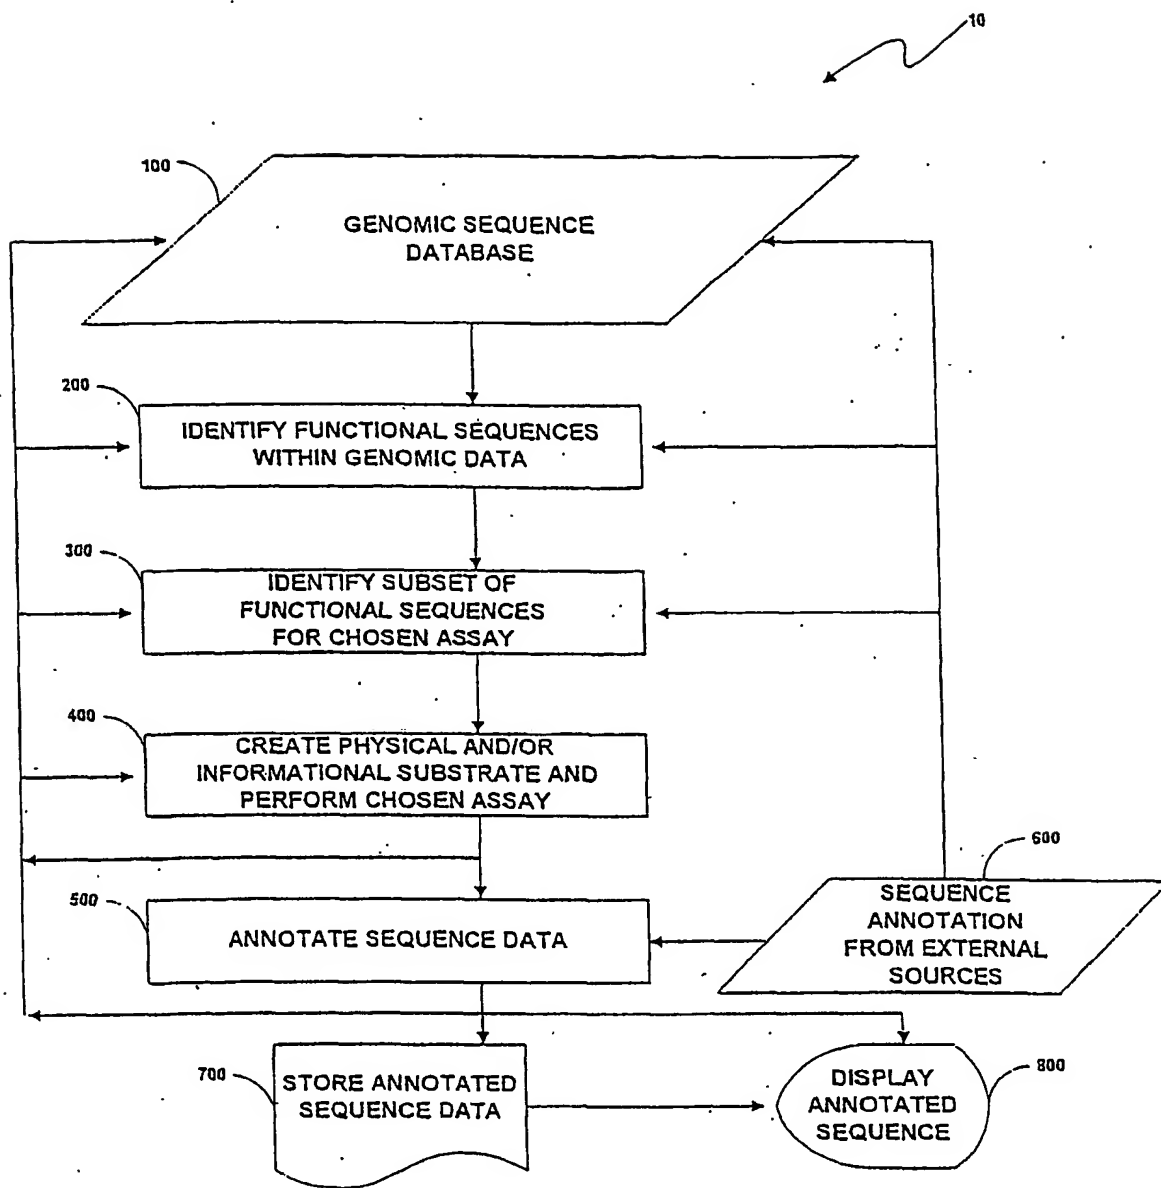 10
100
GENOMIC SEQUENCE
DATABASE
200
IDENTIFY FUNCTIONAL SEQUENCES
WITHIN GENOMIC DATA
300
IDENTIFY SUBSET OF
FUNCTIONAL SEQUENCES
FOR CHOSEN ASSAY
400
CREATE PHYSICAL AND/OR
INFORMATIONAL SUBSTRATE AND
PERFORM CHOSEN ASSAY
600
SEQUENCE
ANNOTATION
FROM EXTERNAL
SOURCES
500
ANNOTATE SEQUENCE DATA
700
STORE ANNOTATED
SEQUENCE DATA
800
DISPLAY
ANNOTATED
SEQUENCE